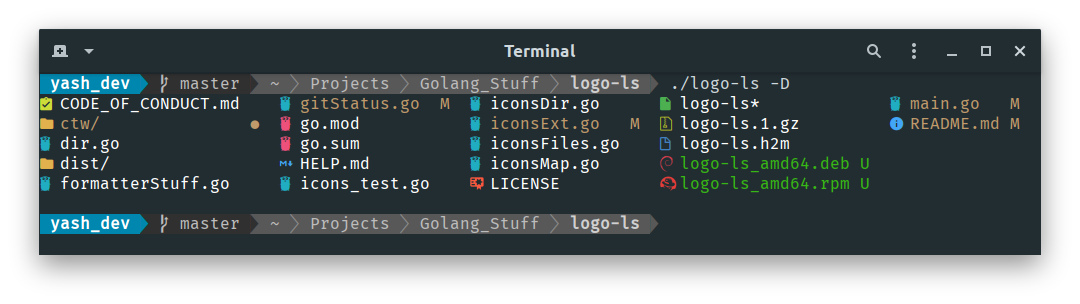 Terminal
yash_dev master ~ Projects Golang_Stuff logo-ls ./logo-ls -D
CODE_OF_CONDUCT.md gitStatus.go M iconsDir.go logo-ls* main.go M
ctw/ ● go.mod iconsExt.go M logo-ls.1.gz README.md M
dir.go go.sum iconsFiles.go logo-ls.h2m
dist/ HELP.md iconsMap.go logo-ls_amd64.deb U
formatterStuff.go icons_test.go LICENSE logo-ls_amd64.rpm U
yash_dev master ~ Projects Golang_Stuff logo-ls